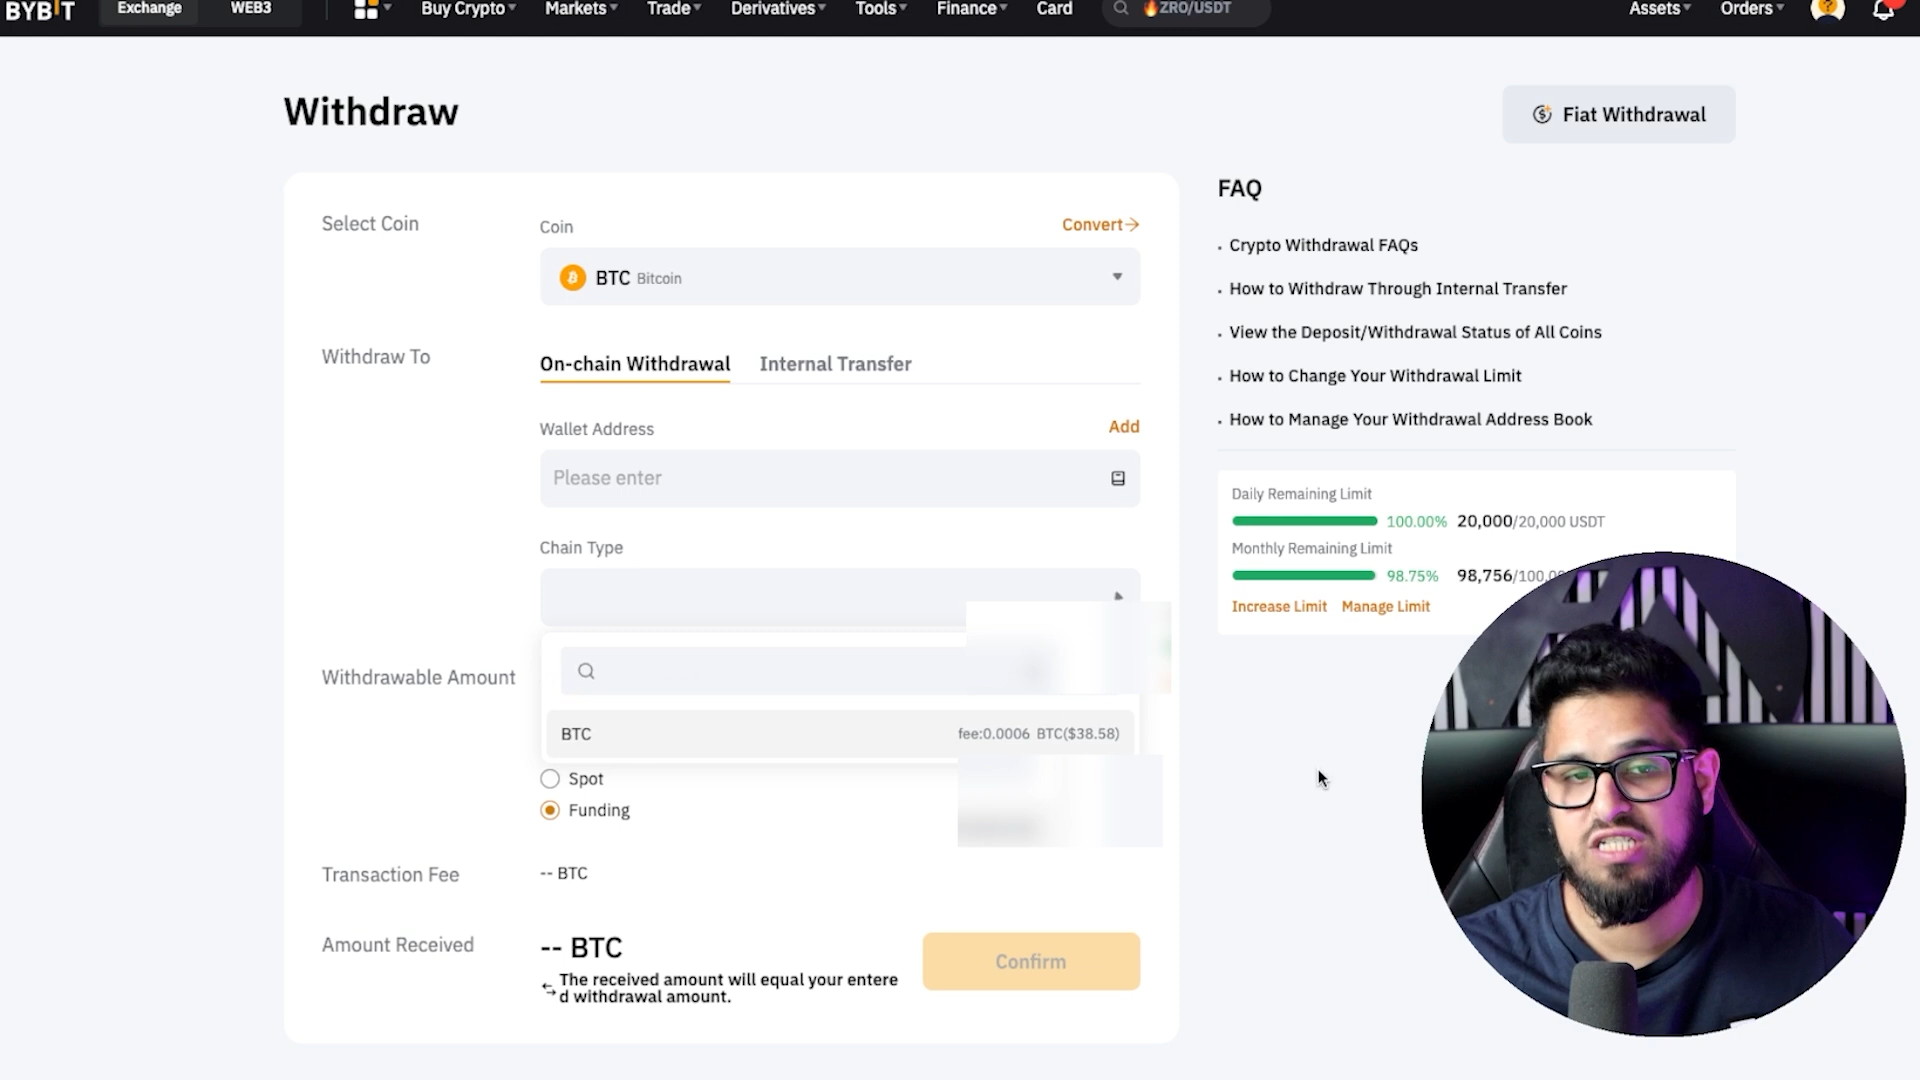 BYBIT
Exchange
WEB3
Buy Crypto
Markets
Trade
Derivatives
Tools
Finance
Card
ZRO/USDT
Assets
Orders
Withdraw
Fiat Withdrawal
Select Coin
Coin
Convert
BTC Bitcoin
Withdraw To
On-chain Withdrawal
Internal Transfer
Wallet Address
Add
Please enter
Chain Type
Withdrawable Amount
BTC
fee:0.0006 BTC($38.58)
Spot
Funding
Transaction Fee
-- BTC
Amount Received
-- BTC
The received amount will equal your entere
d withdrawal amount.
Confirm
FAQ
Crypto Withdrawal FAQs
How to Withdraw Through Internal Transfer
View the Deposit/Withdrawal Status of All Coins
How to Change Your Withdrawal Limit
How to Manage Your Withdrawal Address Book
Daily Remaining Limit
100.00% 20,000/20,000 USDT
Monthly Remaining Limit
98.75% 98,756
Increase Limit
Manage Limit